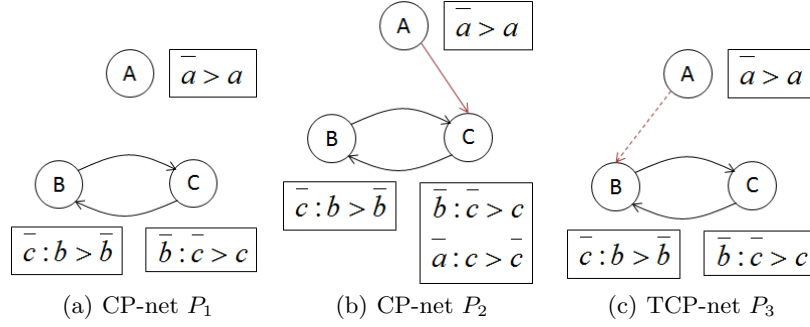 A
a̅ > a
B
C
c̅ : b > b̅
b̅ : c̅ > c
(a) CP-net P₁
A
a̅ > a
B
C
c̅ : b > b̅
b̅ : c̅ > c
a̅ : c > c̅
(b) CP-net P₂
A
a̅ > a
B
C
c̅ : b > b̅
b̅ : c̅ > c
(c) TCP-net P₃